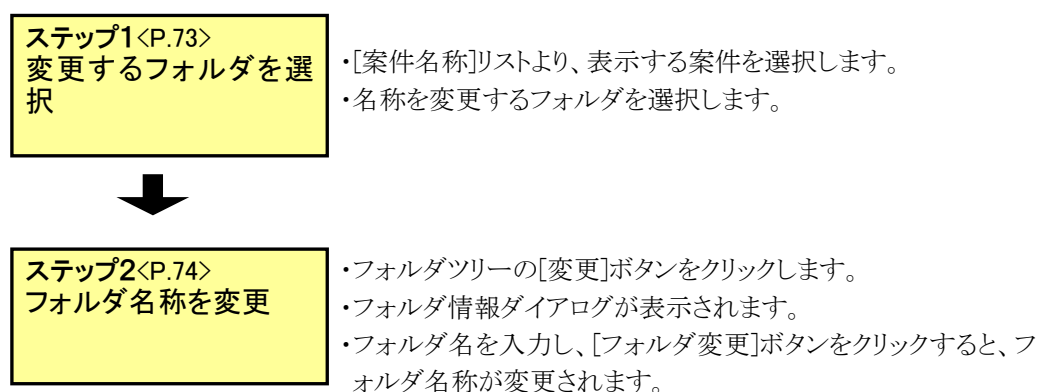 ステップ1<P.73>
変更するフォルダを選
択
・[案件名称]リストより、表示する案件を選択します。
・名称を変更するフォルダを選択します。
ステップ2<P.74>
フォルダ名称を変更
・フォルダツリーの[変更]ボタンをクリックします。
・フォルダ情報ダイアログが表示されます。
・フォルダ名を入力し、[フォルダ変更]ボタンをクリックすると、フ
ォルダ名称が変更されます。